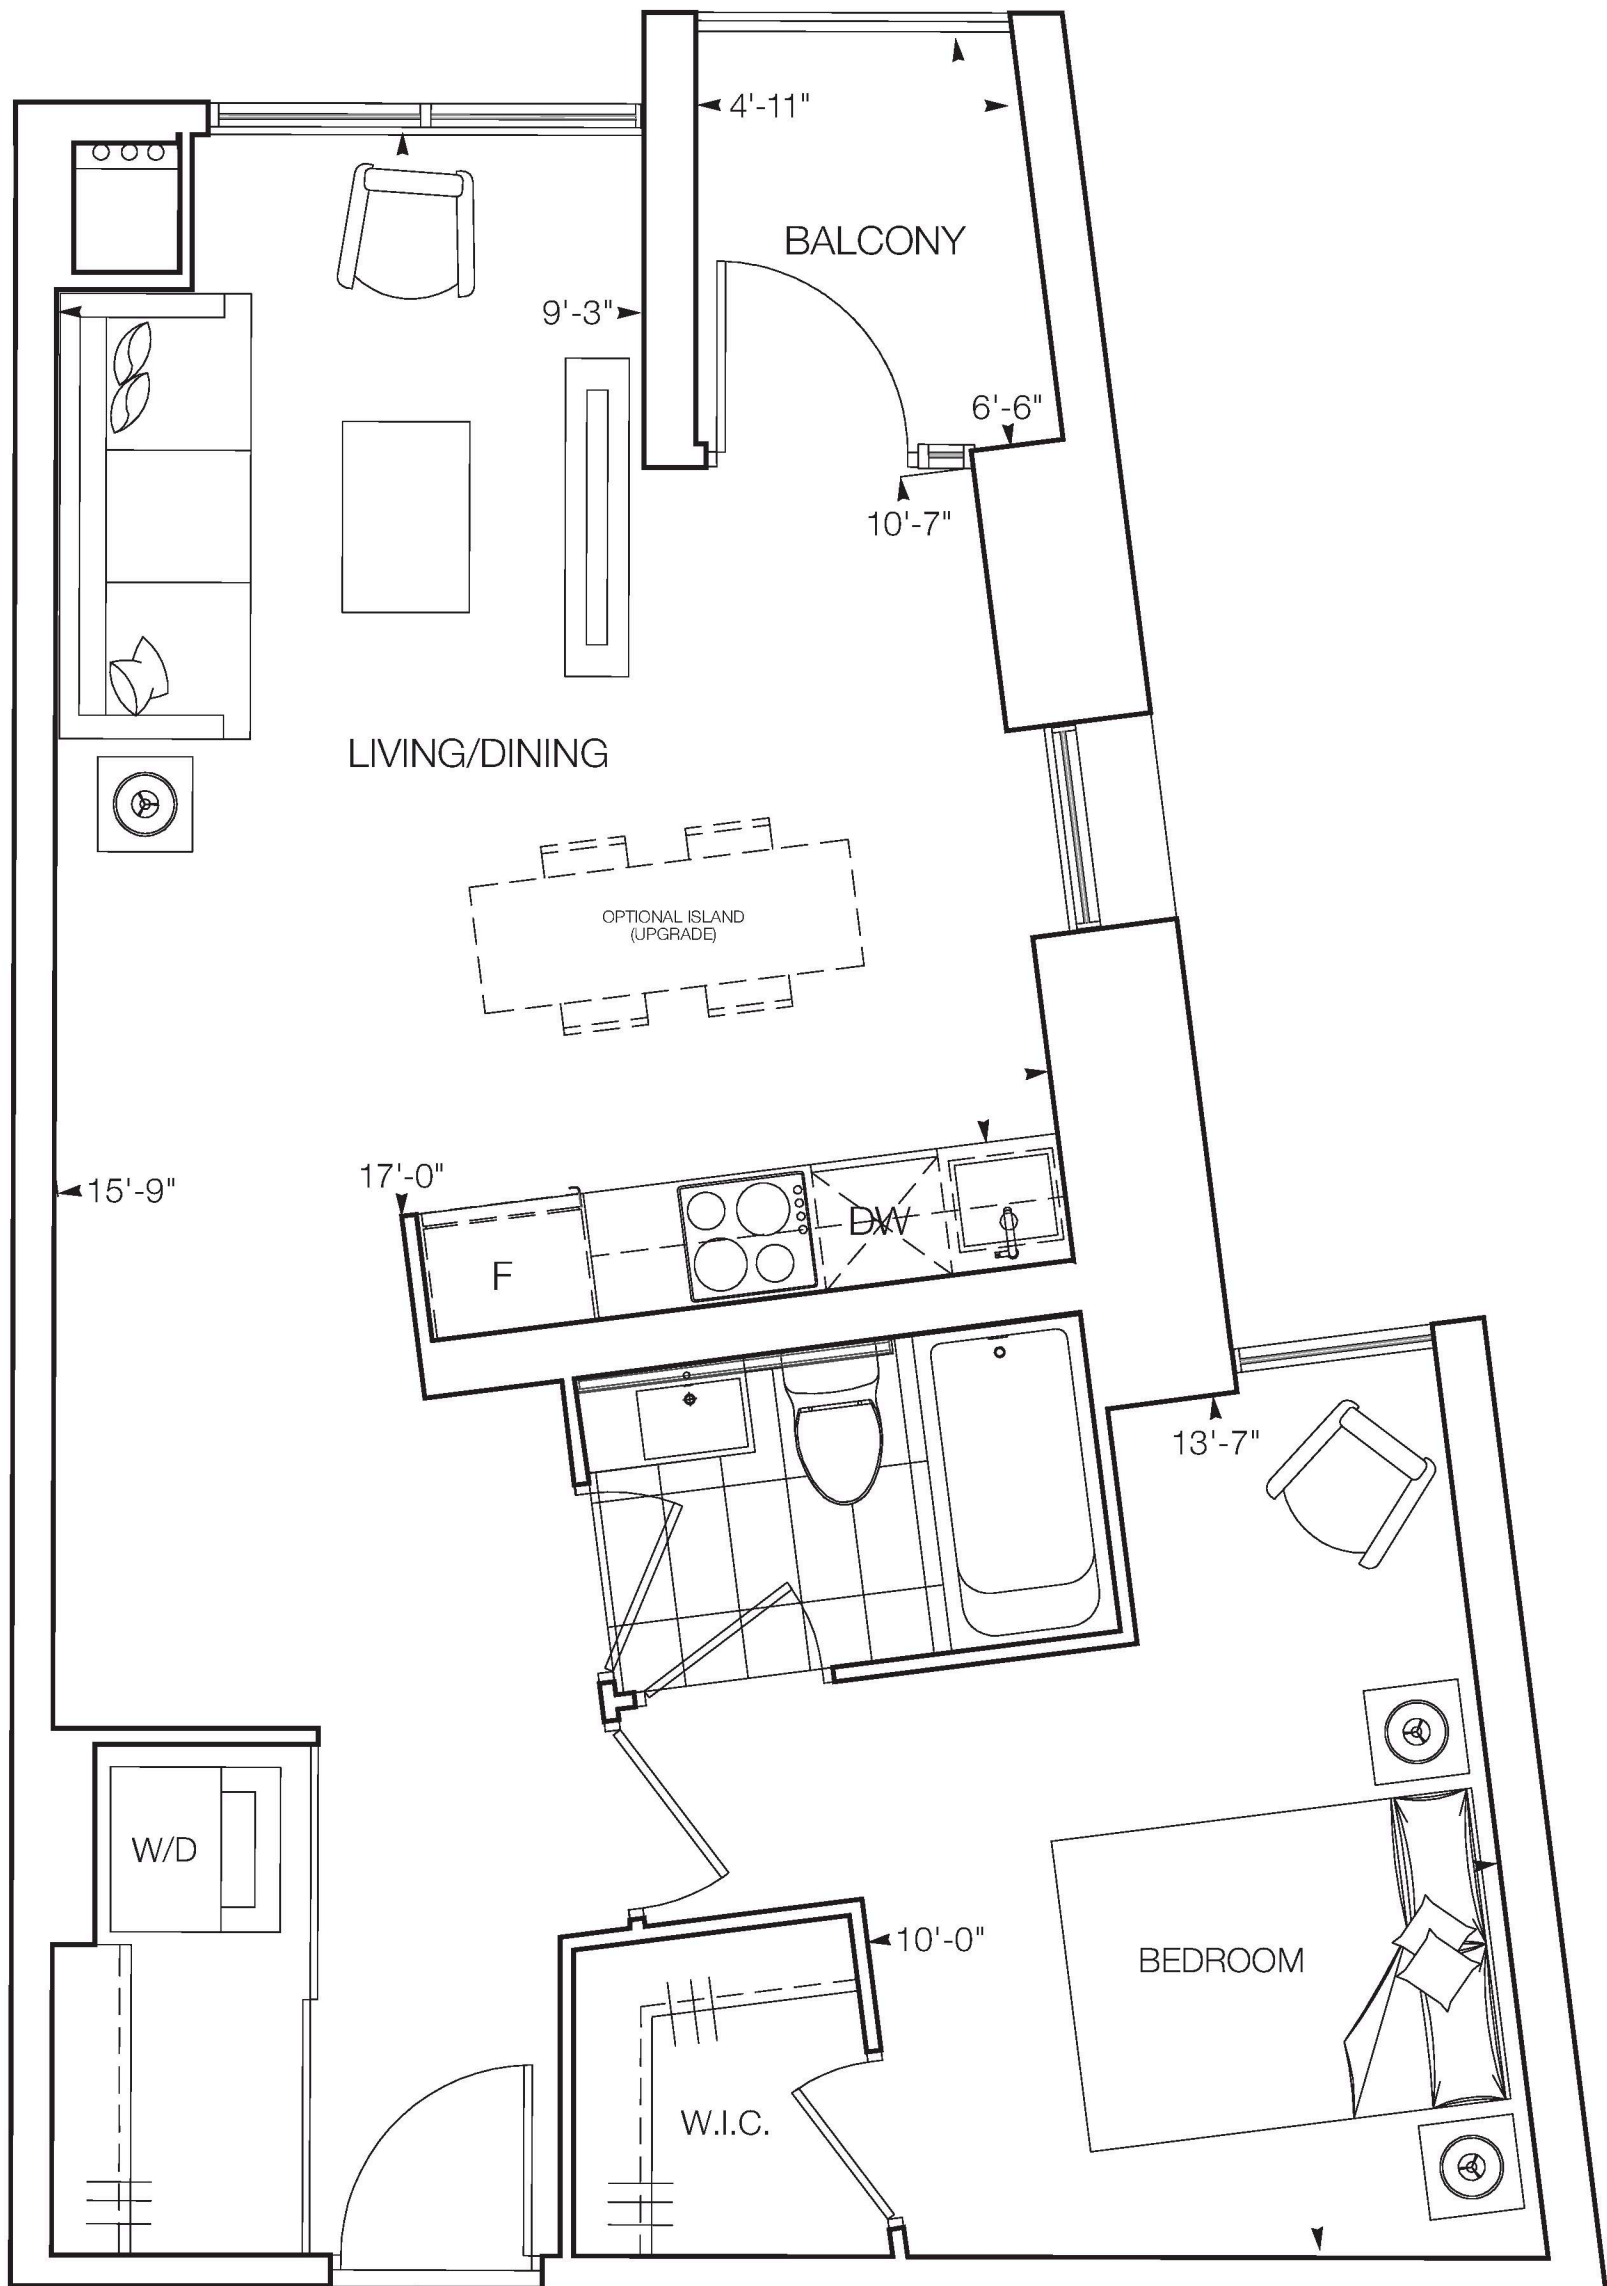 4'-11"
BALCONY
9'-3"
6'-6"
10'-7"
LIVING/DINING
OPTIONAL ISLAND
(UPGRADE)
15'-9"
17'-0"
DW
F
13'-7"
W/D
10'-0"
BEDROOM
W.I.C.